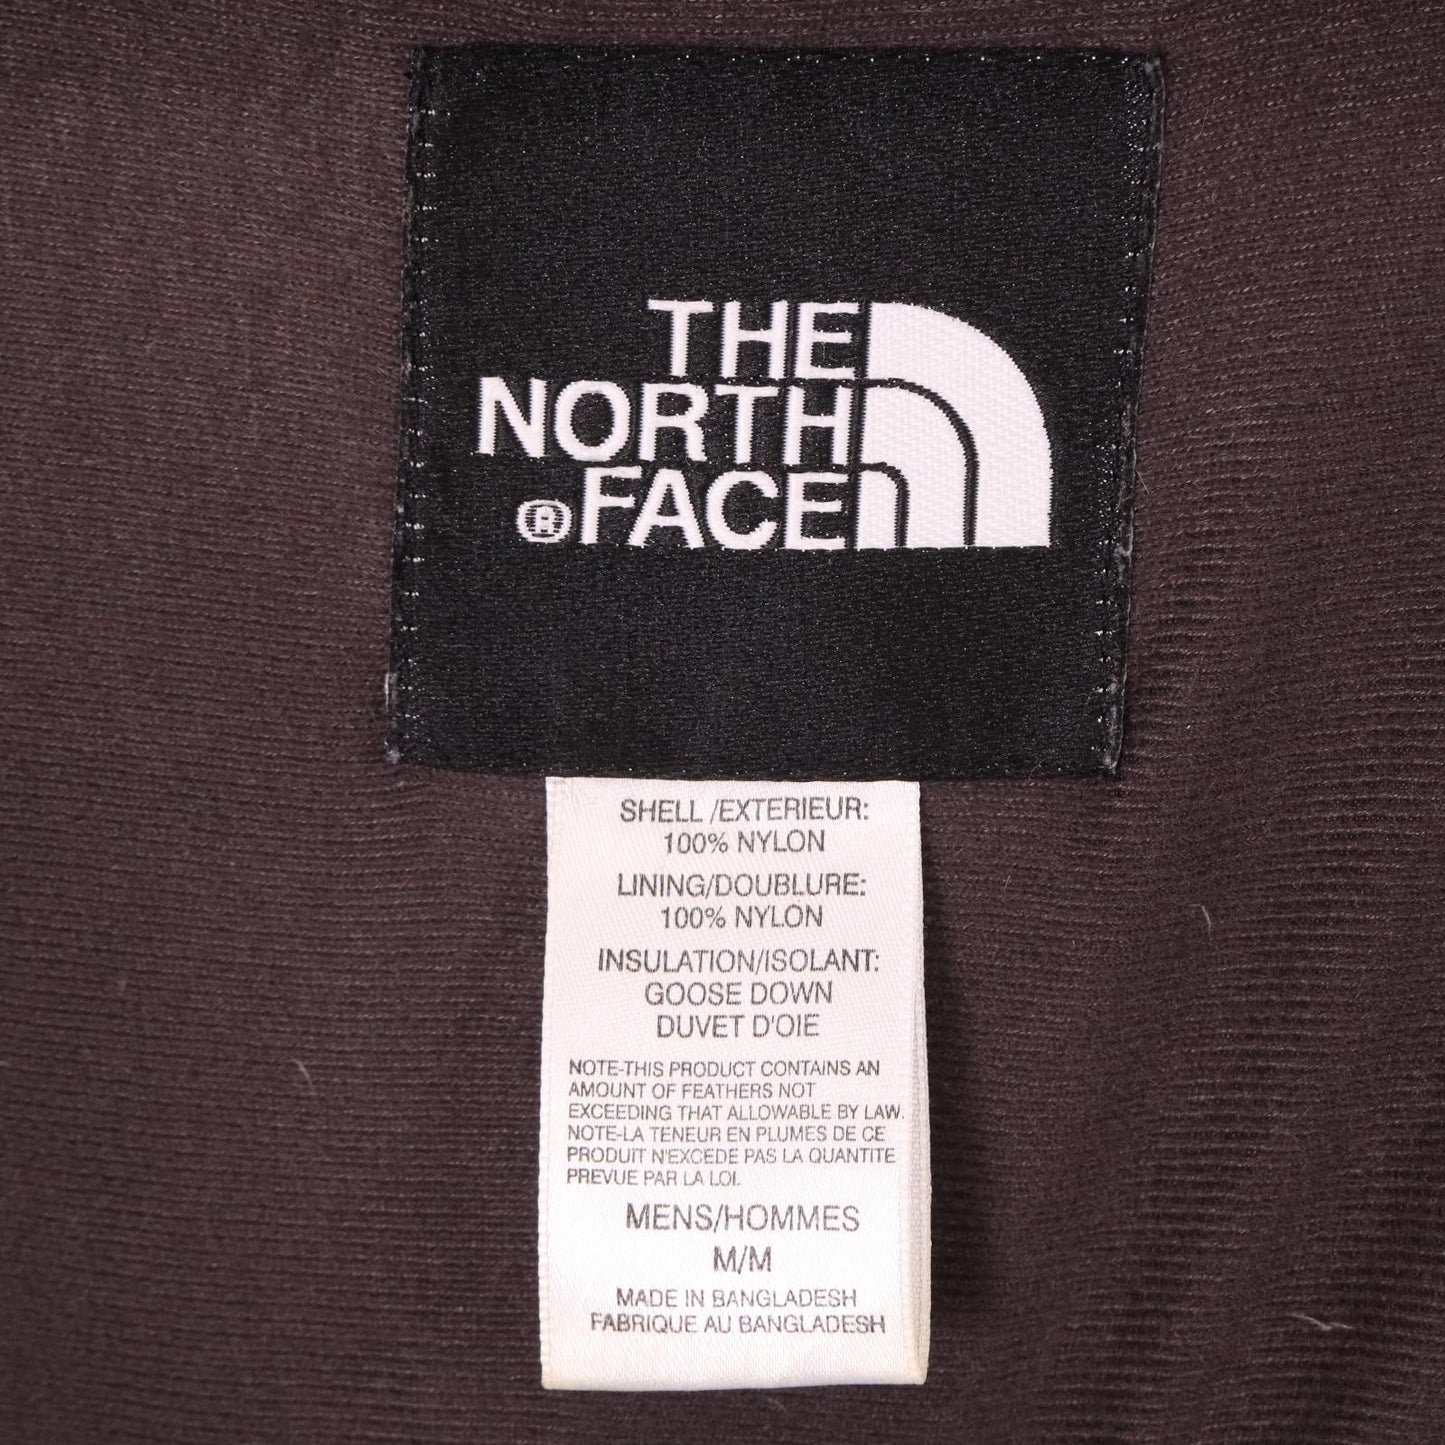 THE
NORTH
®FACE
SHELL /EXTERIEUR:
100% NYLON
LINING/DOUBLURE:
100% NYLON
INSULATION/ISOLANT:
GOOSE DOWN
DUVET D'OIE
NOTE-THIS PRODUCT CONTAINS AN
AMOUNT OF FEATHERS NOT
EXCEEDING THAT ALLOWABLE BY LAW.
NOTE-LA TENEUR EN PLUMES DE CE
PRODUIT N'EXCEDE PAS LA QUANTITE
PREVUE PAR LA LOI.
MENS/HOMMES
M/M
MADE IN BANGLADESH
FABRIQUE AU BANGLADESH